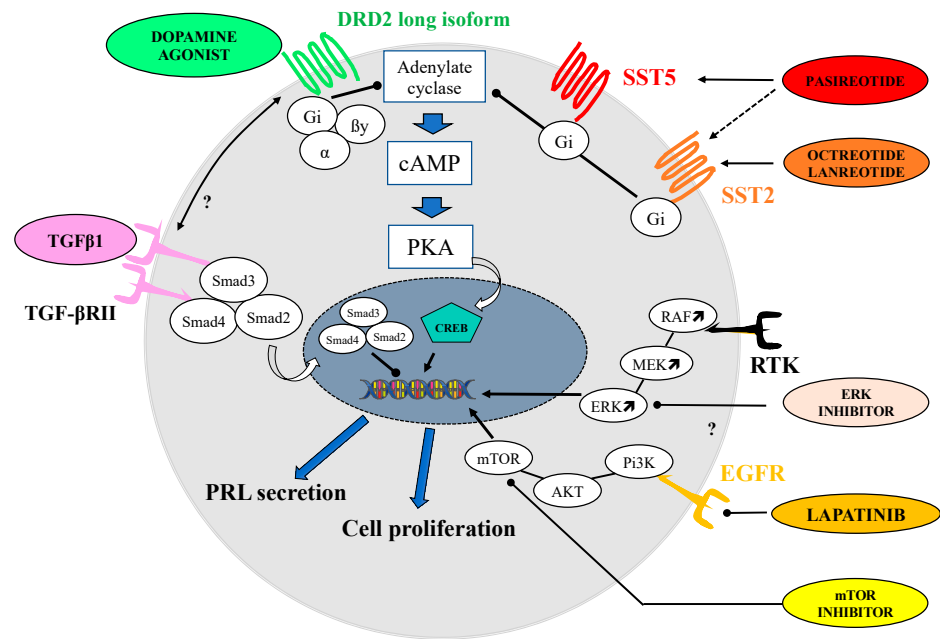 DRD2 long isoform
DOPAMINE
AGONIST
Adenylate
cyclase
Gi
ßy
α
cAMP
PKA
SST5
PASIREOTIDE
Gi
OCTREOTIDE
LANREOTIDE
SST2
Gi
?
TGFβ1
TGF-βRII
Smad3
Smad4
Smad2
Smad3
Smad4
Smad2
CREB
RAF↗
MEK↗
ERK↗
RTK
ERK
INHIBITOR
?
mTOR
AKT
Pi3K
EGFR
LAPATINIB
PRL secretion
Cell proliferation
mTOR
INHIBITOR